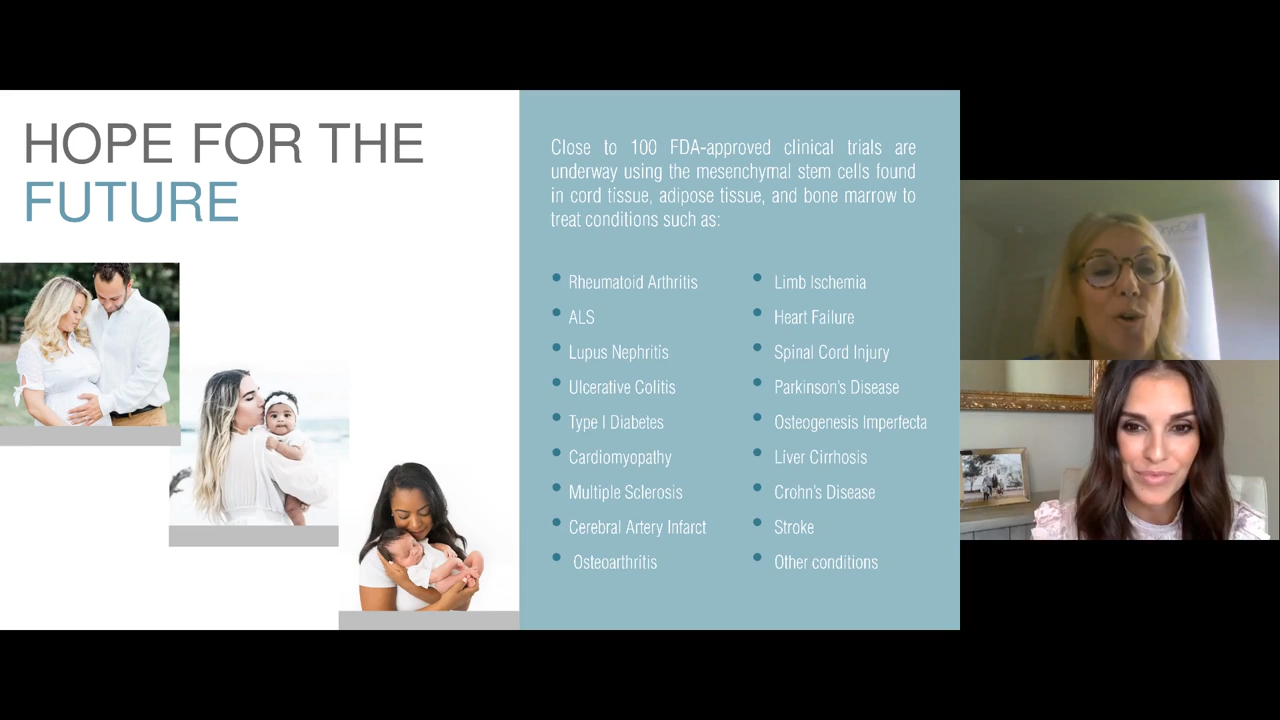 HOPE FOR THE
FUTURE
Close to 100 FDA-approved clinical trials are
underway using the mesenchymal stem cells found
in cord tissue, adipose tissue, and bone marrow to
treat conditions such as:
• Rheumatoid Arthritis
• ALS
• Lupus Nephritis
• Ulcerative Colitis
• Type I Diabetes
• Cardiomyopathy
• Multiple Sclerosis
• Cerebral Artery Infarct
• Osteoarthritis
• Limb Ischemia
• Heart Failure
• Spinal Cord Injury
• Parkinson's Disease
• Osteogenesis Imperfecta
• Liver Cirrhosis
• Crohn's Disease
• Stroke
• Other conditions